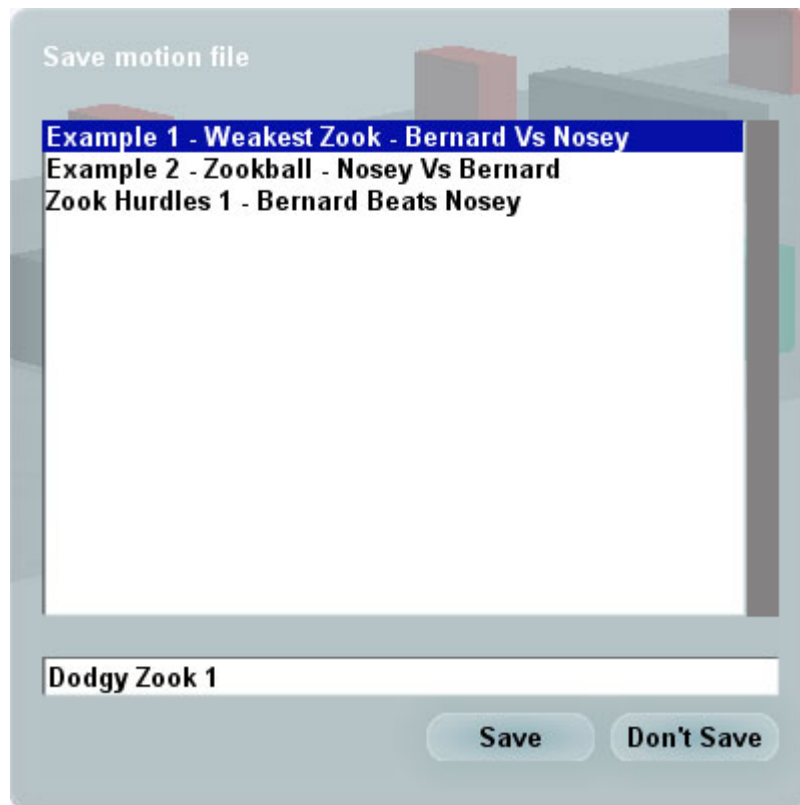 Save motion file
Example 1 - Weakest Zook - Bernard Vs Nosey
Example 2 - Zookball - Nosey Vs Bernard
Zook Hurdles 1 - Bernard Beats Nosey
Dodgy Zook 1
Save
Don't Save